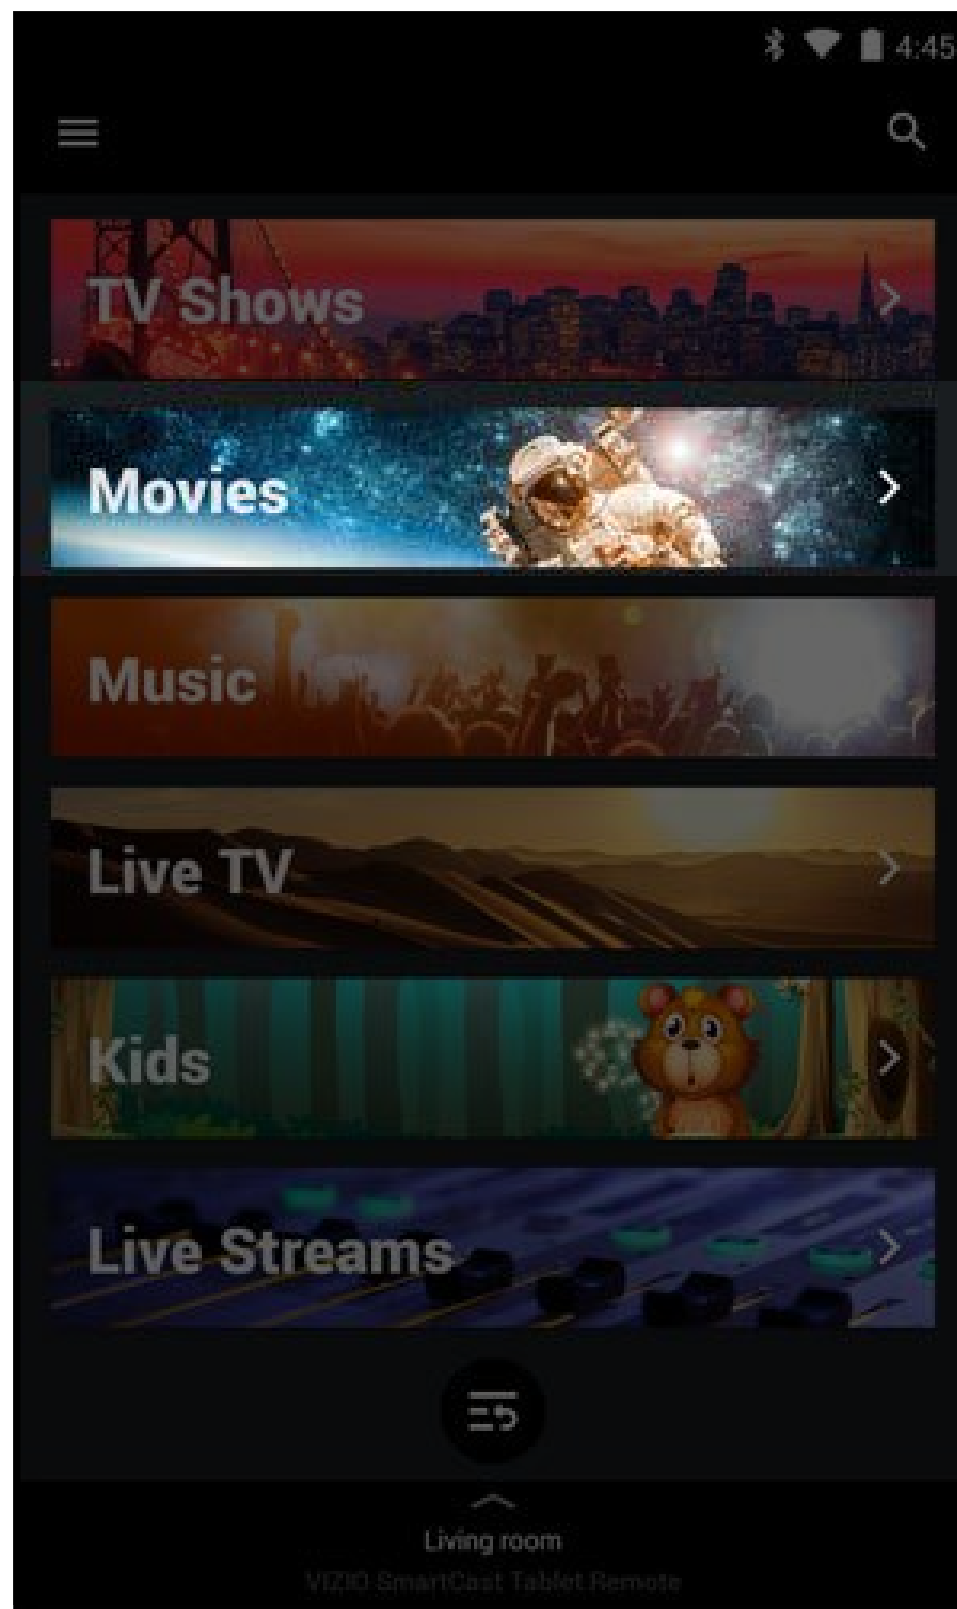 4:45
TV Shows
Movies
Music
Live TV
Kids
Live Streams
Living room
VIZIO SmartCast Tablet Remote